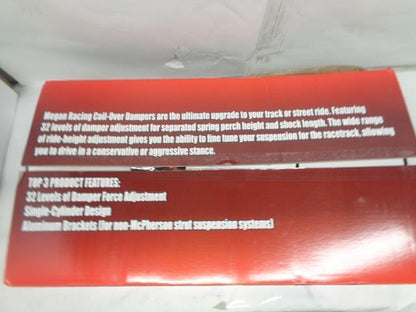 Megan Racing Coil-Over Dampers are the ultimate upgrade to your track or street ride. Featuring
32 levels of damper adjustment for separated spring perch height and shock length. The wide range
of ride-height adjustment gives you the ability to fine tune your suspension for the racetrack, allowing
you to drive in a conservative or aggressive stance.
TOP 3 PRODUCT FEATURES:
32 Levels of Damper Force Adjustment
Single-Cylinder Design
Aluminum Brackets (for non-McPherson strut suspension systems)